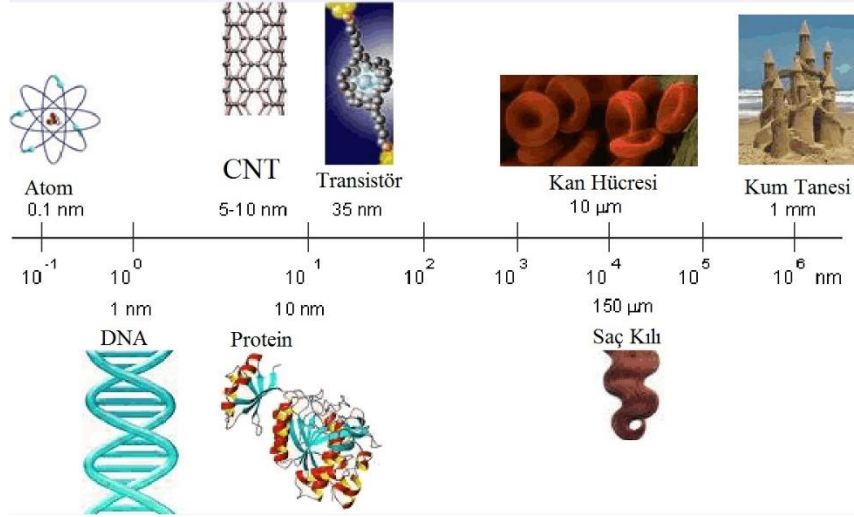 Atom
0.1 nm
CNT
5-10 nm
Transistör
35 nm
Kan Hücresi
10 µm
Kum Tanesi
1 mm
10⁻¹ 10⁰ 10¹ 10² 10³ 10⁴ 10⁵ 10⁶ nm
1 nm 10 nm 150 µm
DNA Protein Saç Kılı